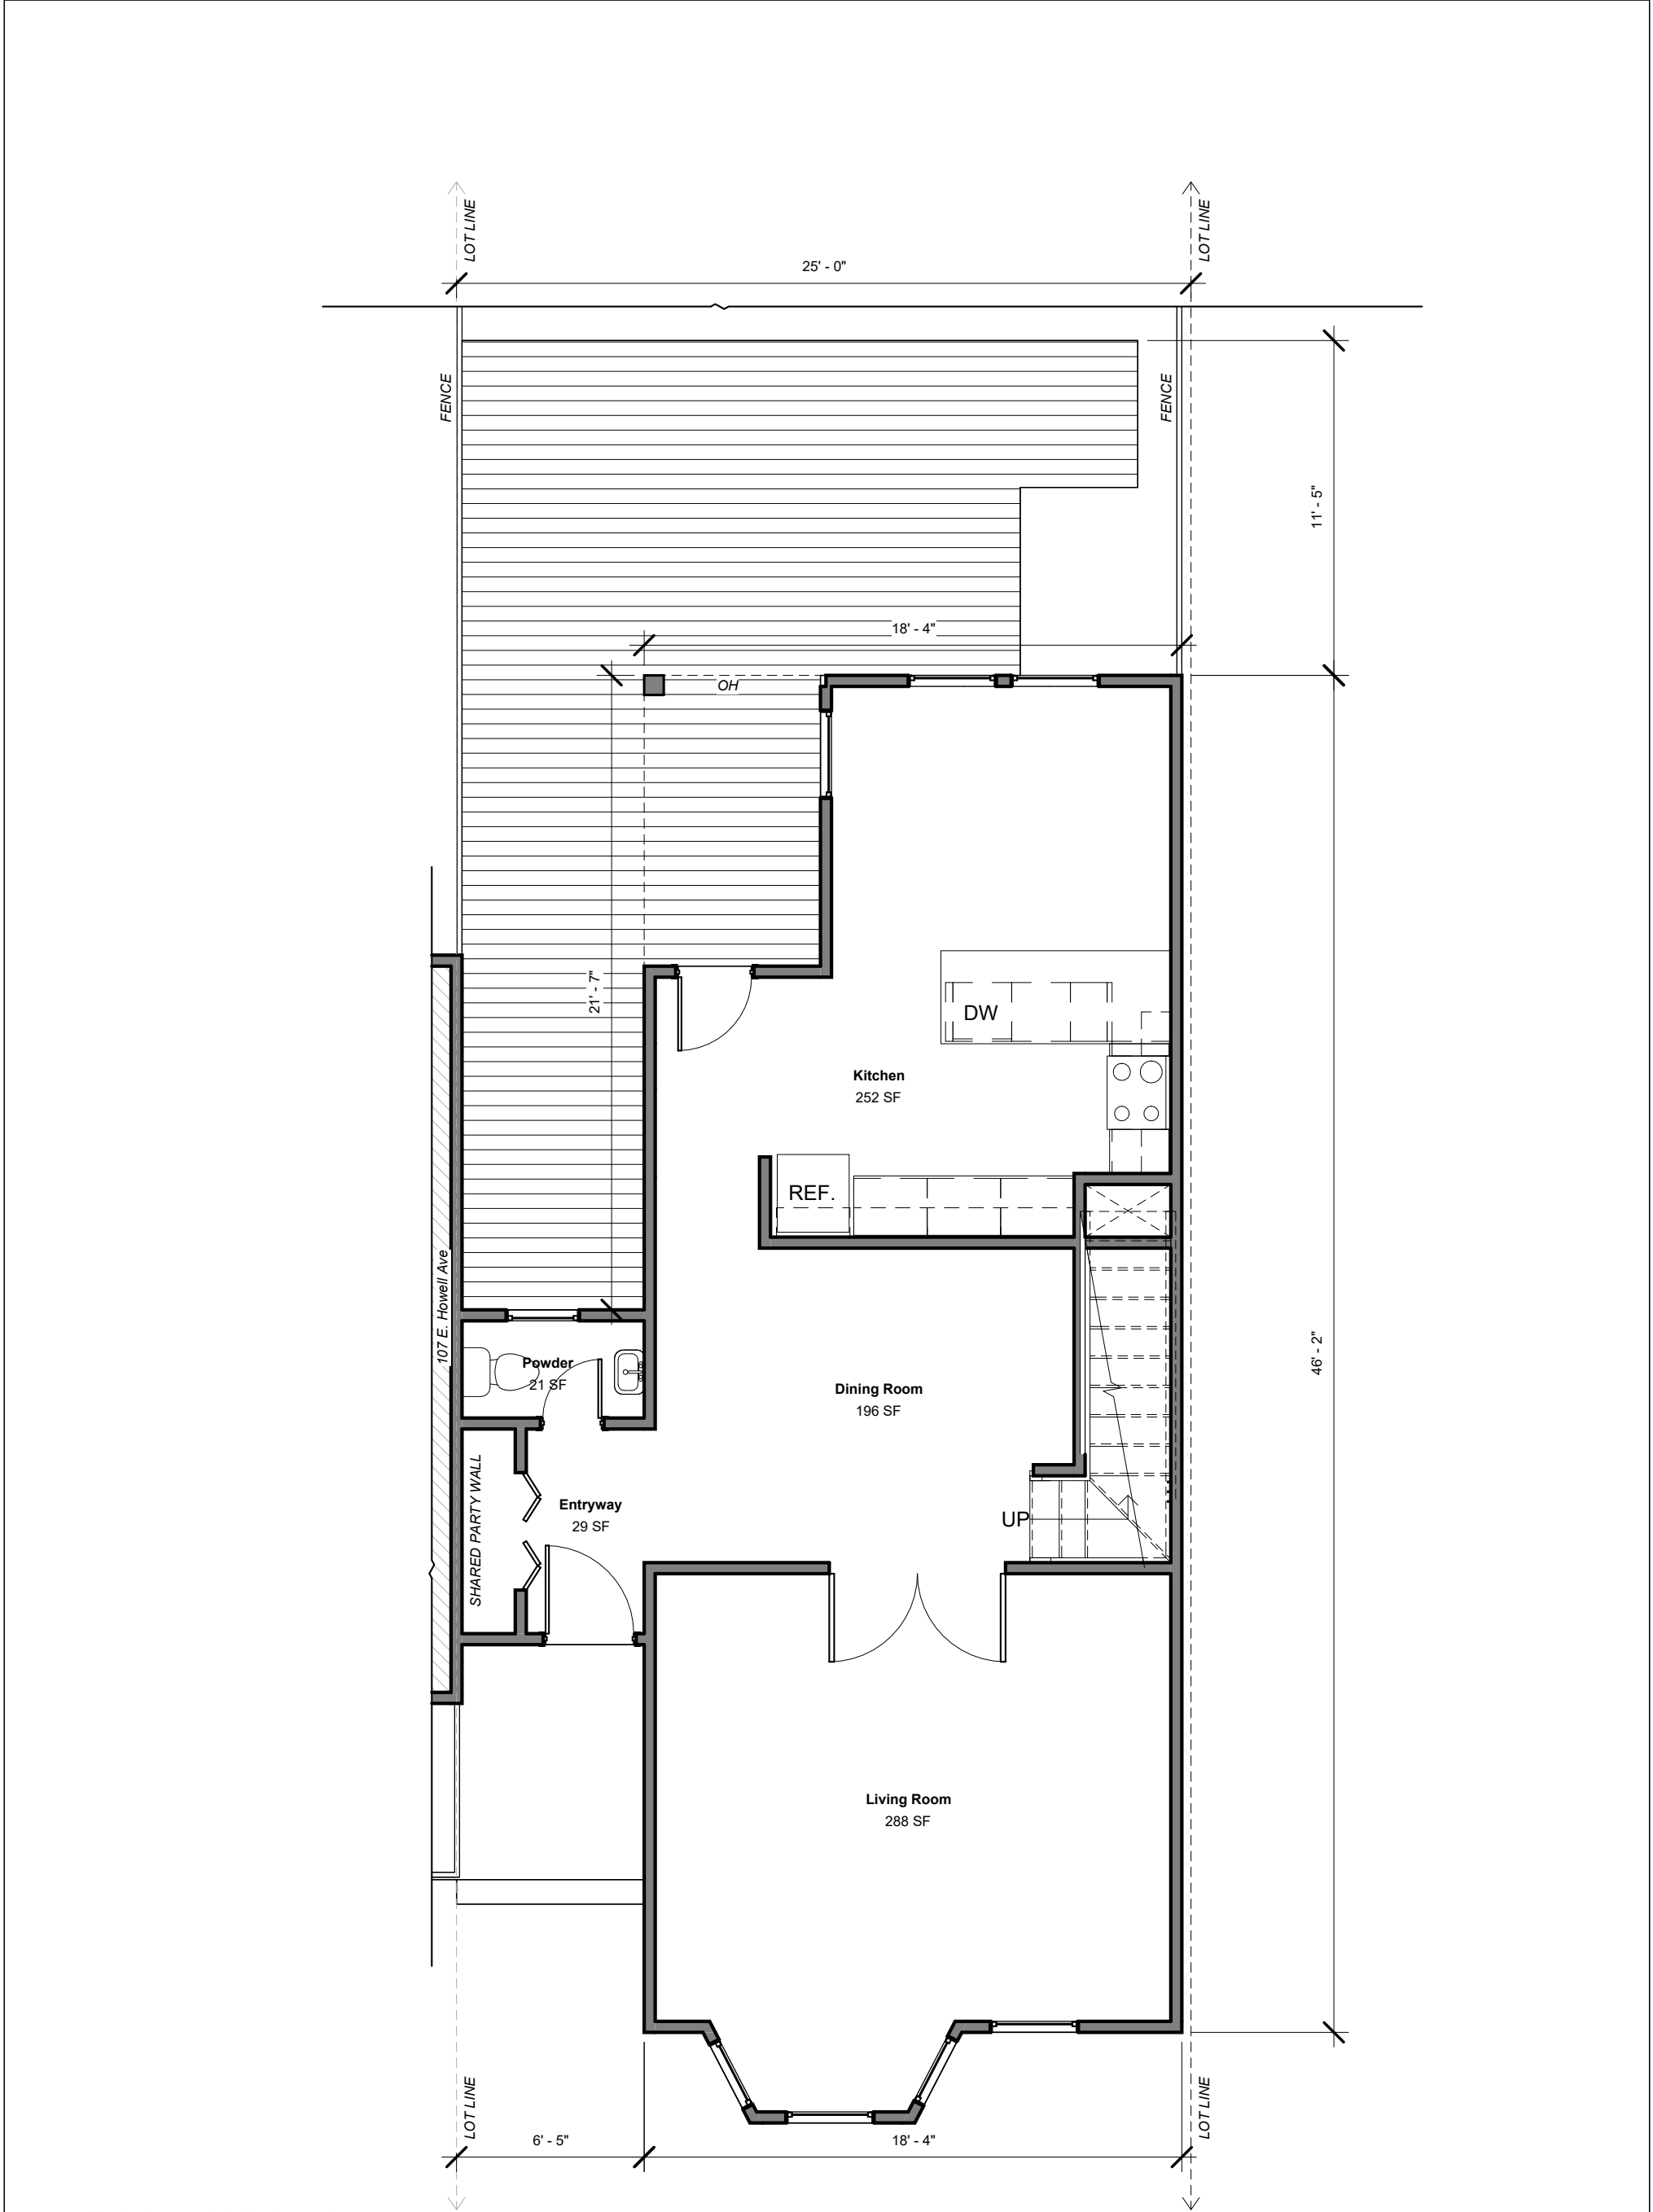 LOT LINE
LOT LINE
25' - 0"
FENCE
FENCE
11' - 5"
18' - 4"
OH
21' - 7"
DW
Kitchen
252 SF
REF.
107 E. Howell Ave
46' - 2"
Powder
21 SF
Dining Room
196 SF
SHARED PARTY WALL
Entryway
29 SF
UP
Living Room
288 SF
LOT LINE
LOT LINE
6' - 5"
18' - 4"